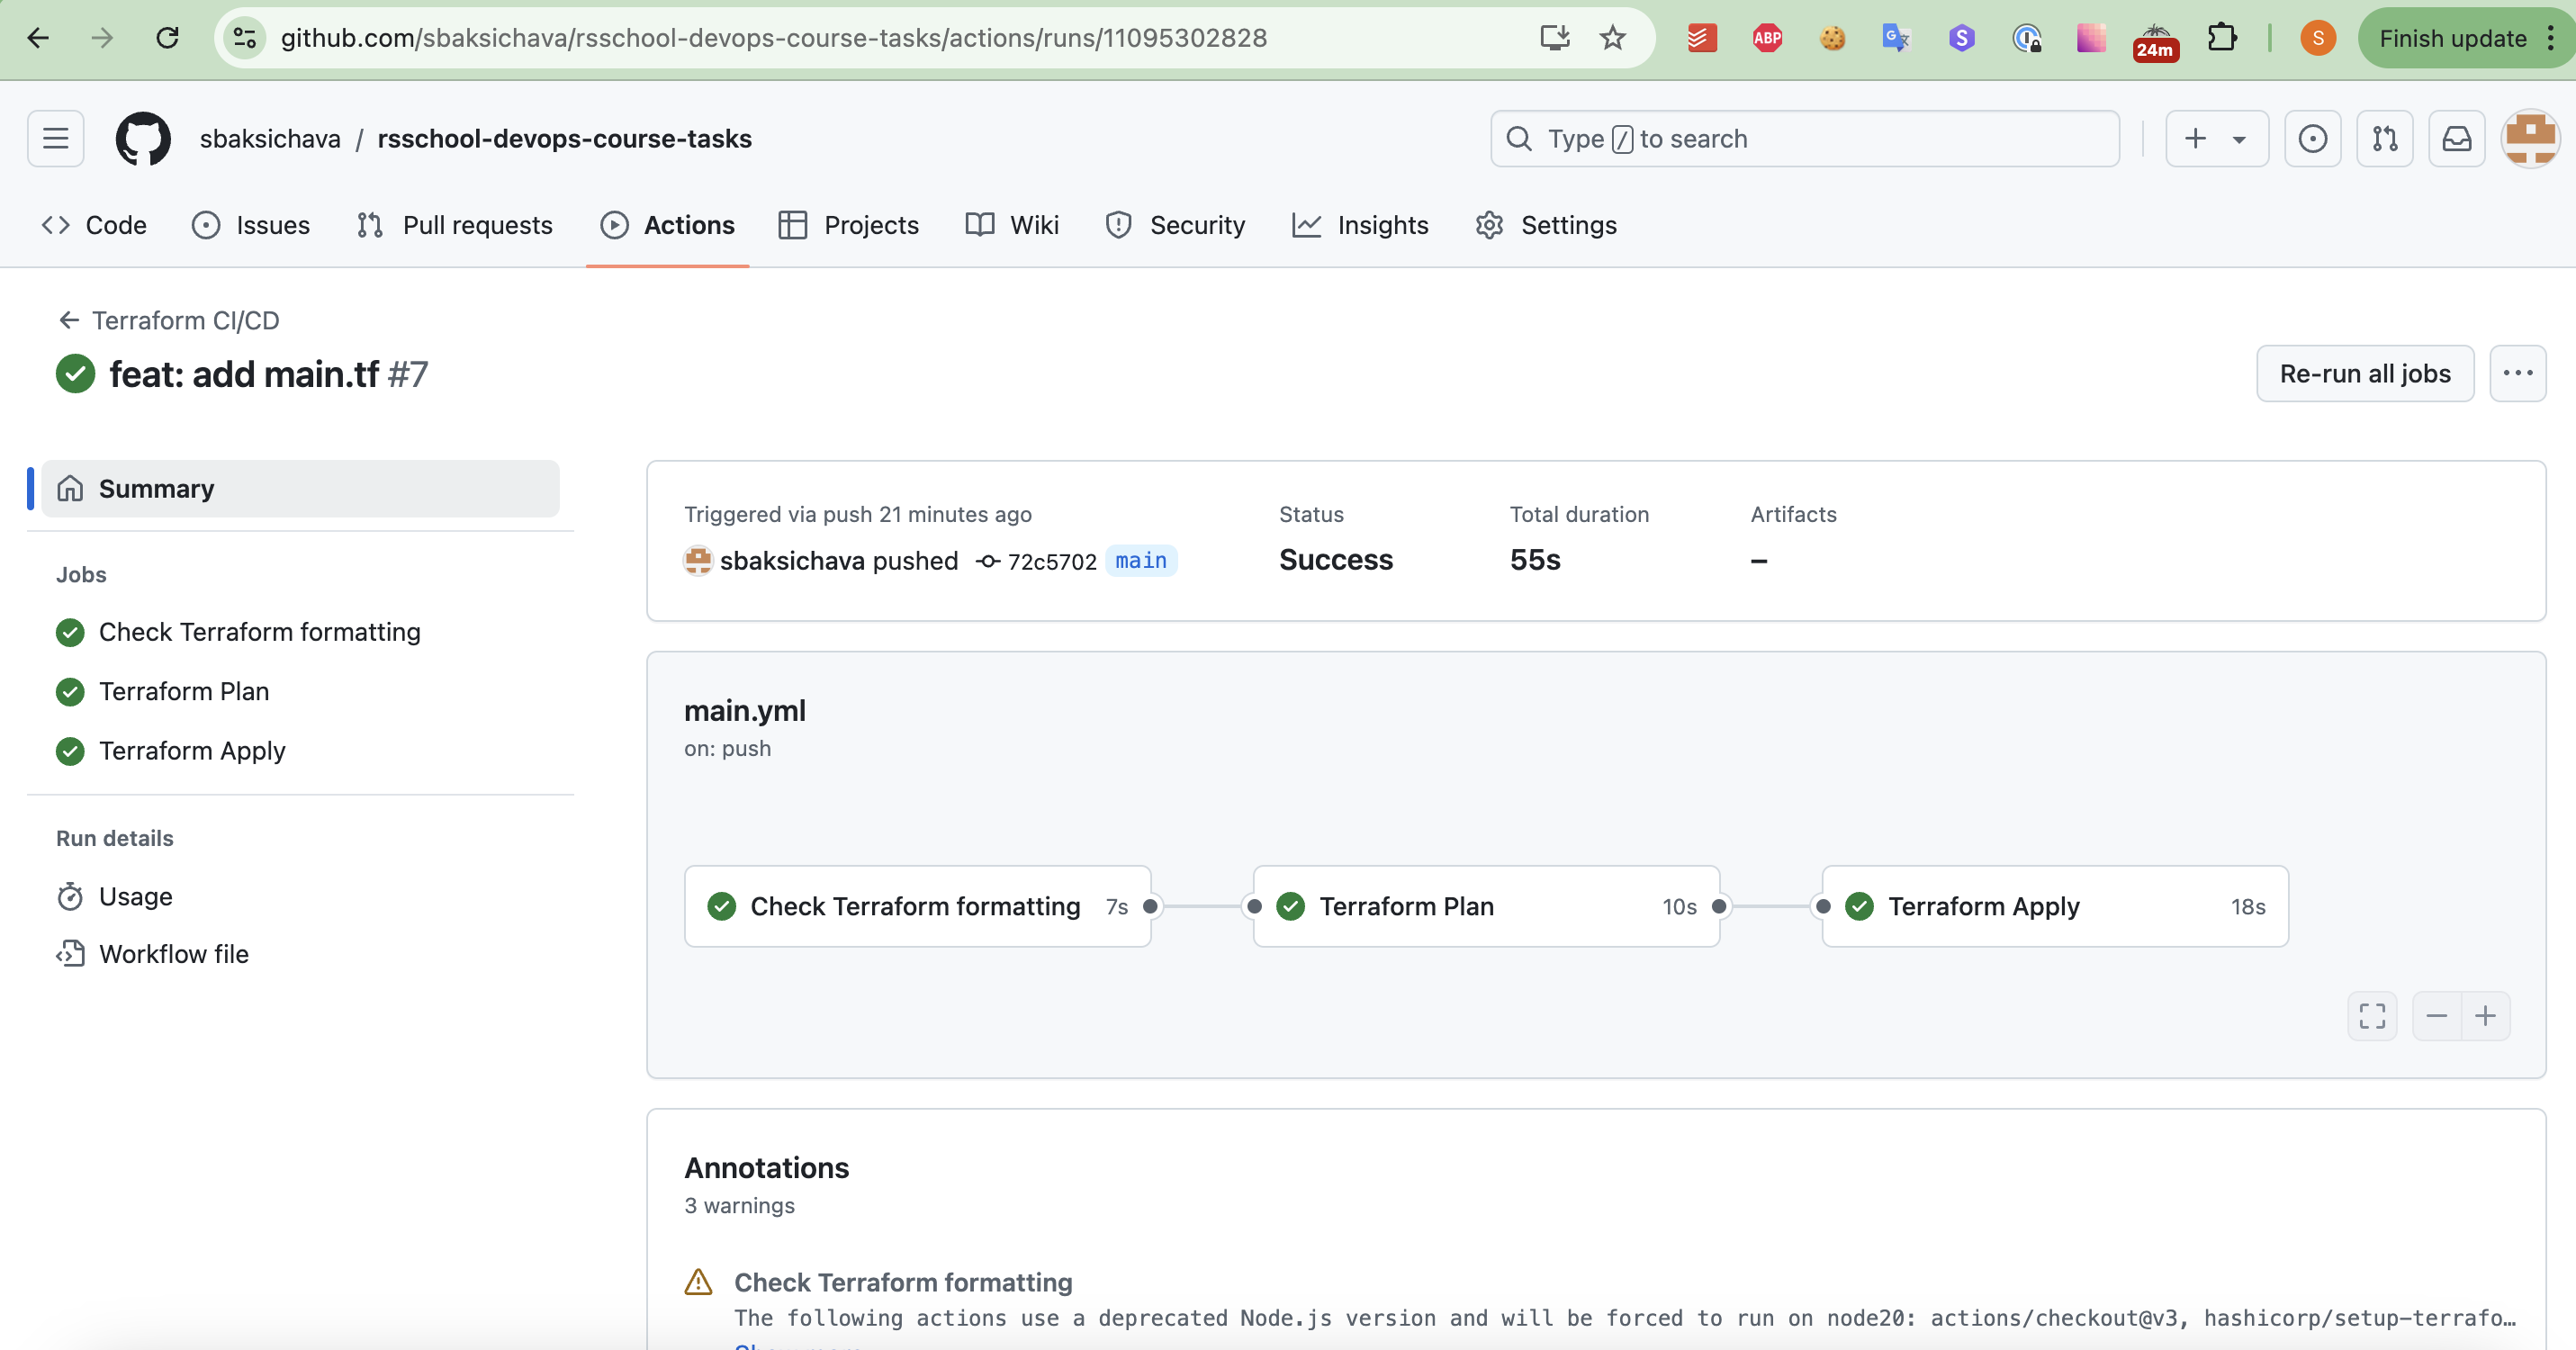 github.com/sbaksichava/rsschool-devops-course-tasks/actions/runs/11095302828
ABP
G
S
24m
S
Finish update
sbaksichava / rsschool-devops-course-tasks
Type / to search
Code
Issues
Pull requests
Actions
Projects
Wiki
Security
Insights
Settings
Terraform CI/CD
feat: add main.tf #7
Re-run all jobs
Summary
Jobs
Check Terraform formatting
Terraform Plan
Terraform Apply
Run details
Usage
Workflow file
Triggered via push 21 minutes ago
sbaksichava pushed 72c5702 main
Status
Success
Total duration
55s
Artifacts
–
main.yml
on: push
Check Terraform formatting 7s
Terraform Plan 10s
Terraform Apply 18s
Annotations
3 warnings
Check Terraform formatting
The following actions use a deprecated Node.js version and will be forced to run on node20: actions/checkout@v3, hashicorp/setup-terrafo…